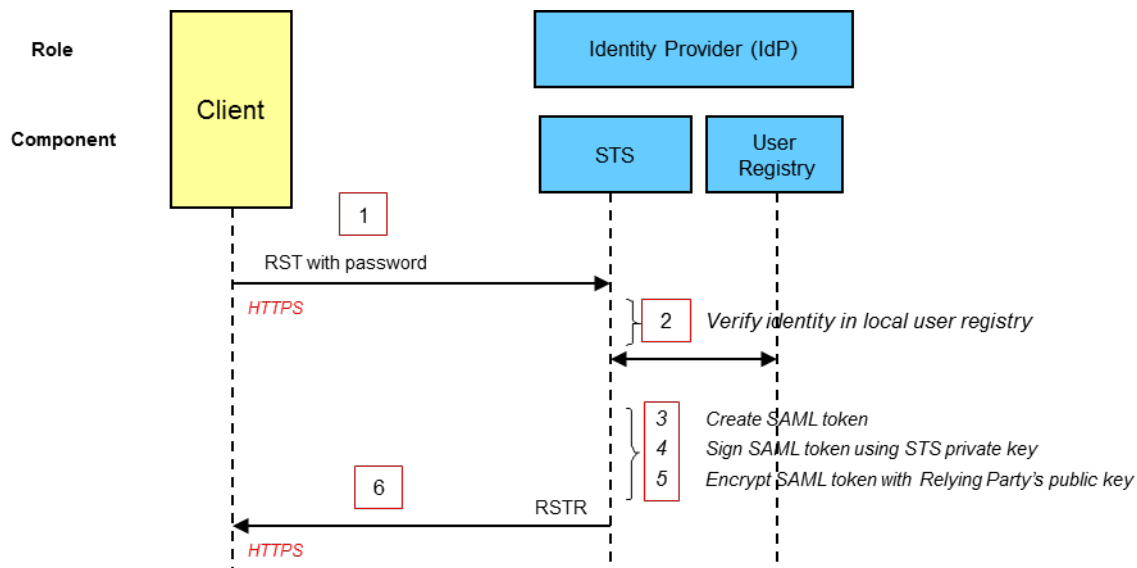 Role
Client
Identity Provider (IdP)
Component
STS
User
Registry
1
RST with password
HTTPS
2
Verify identity in local user registry
3 Create SAML token
4 Sign SAML token using STS private key
5 Encrypt SAML token with Relying Party's public key
6
RSTR
HTTPS